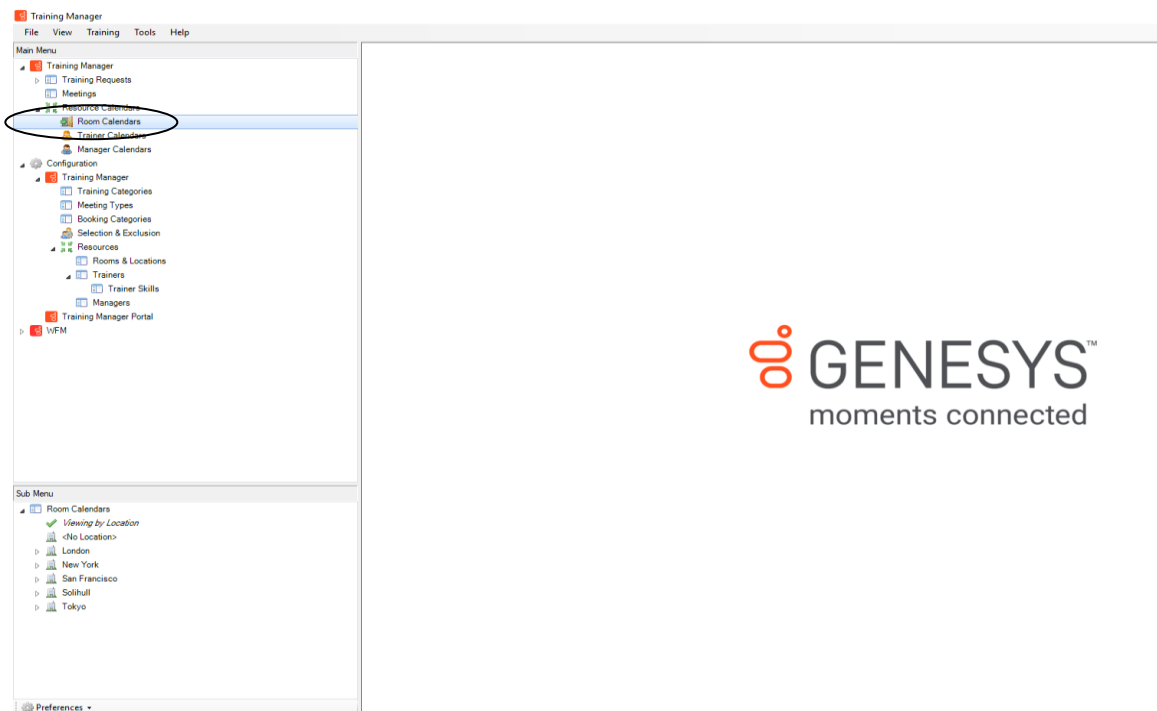 Training Manager
File View Training Tools Help
Main Menu
Training Manager
Training Requests
Meetings
Resource Calendars
Room Calendars
Trainer Calendars
Manager Calendars
Configuration
Training Manager
Training Categories
Meeting Types
Booking Categories
Selection & Exclusion
Resources
Rooms & Locations
Trainers
Trainer Skills
Managers
Training Manager Portal
WFM
GENESYS™
moments connected
Sub Menu
Room Calendars
Viewing by Location
<No Location>
London
New York
San Francisco
Solihull
Tokyo
Preferences